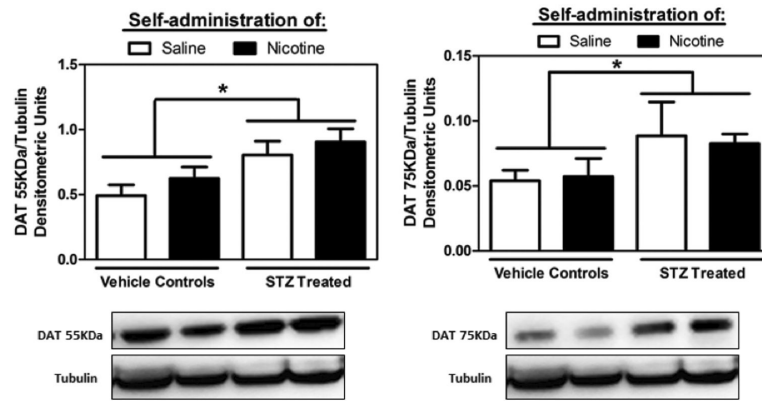 Self-administration of:
Saline Nicotine
DAT 55KDa/Tubulin
Densitometric Units
1.5
1.0
0.5
0.0
*
Vehicle Controls STZ Treated
DAT 55KDa
Tubulin
Self-administration of:
Saline Nicotine
DAT 75KDa/Tubulin
Densitometric Units
0.15
0.10
0.05
0.00
*
Vehicle Controls STZ Treated
DAT 75KDa
Tubulin